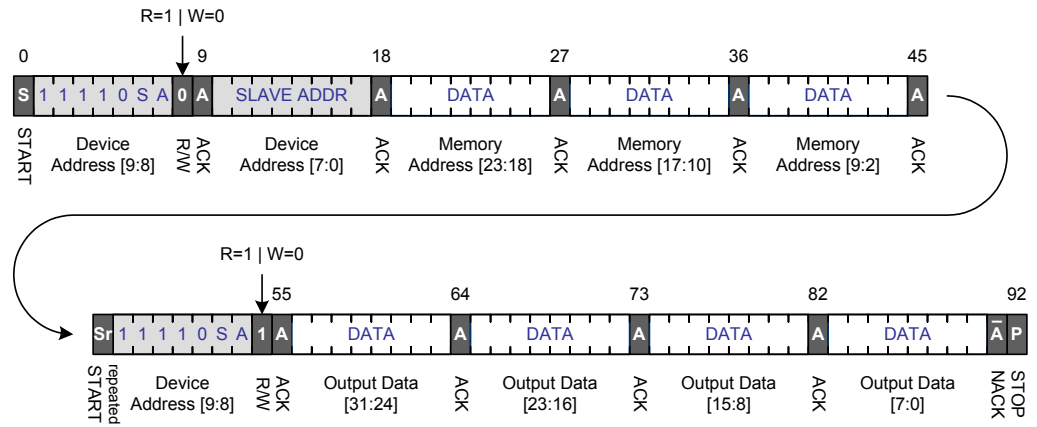 R=1 | W=0
0 9 18 27 36 45
S 1 1 1 1 0 S A 0 A SLAVE ADDR A DATA A DATA A DATA A
START Device Address [9:8] R/W ACK Device Address [7:0] ACK Memory Address [23:18] ACK Memory Address [17:10] ACK Memory Address [9:2] ACK
R=1 | W=0
55 64 73 82 92
Sr 1 1 1 1 0 S A 1 A DATA A DATA A DATA A DATA A̅ P
repeated START Device Address [9:8] R/W ACK Output Data [31:24] ACK Output Data [23:16] ACK Output Data [15:8] ACK Output Data [7:0] NACK STOP